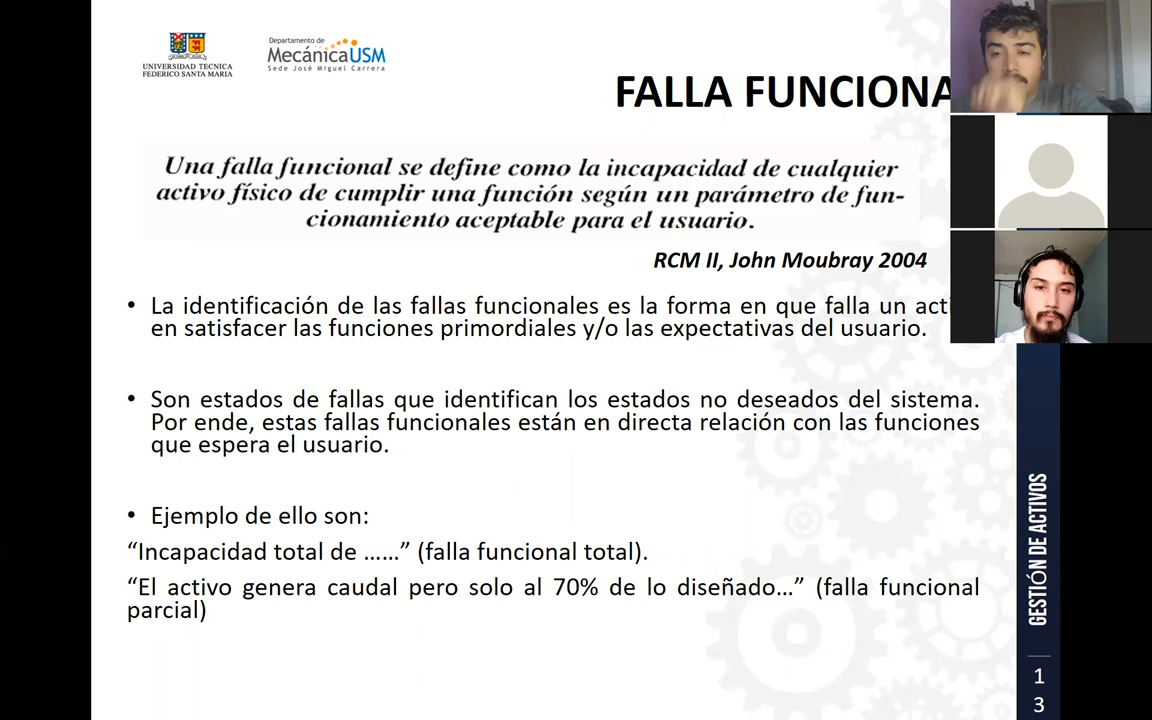 UNIVERSIDAD TECNICA
FEDERICO SANTA MARIA
Departamento de
MecánicaUSM
Sede José Miguel Carrera
FALLA FUNCIONA
Una falla funcional se define como la incapacidad de cualquier
activo físico de cumplir una función según un parámetro de fun-
cionamiento aceptable para el usuario.
RCM II, John Moubray 2004
• La identificación de las fallas funcionales es la forma en que falla un acti
en satisfacer las funciones primordiales y/o las expectativas del usuario.
• Son estados de fallas que identifican los estados no deseados del sistema.
Por ende, estas fallas funcionales están en directa relación con las funciones
que espera el usuario.
• Ejemplo de ello son:
“Incapacidad total de ……” (falla funcional total).
“El activo genera caudal pero solo al 70% de lo diseñado…” (falla funcional
parcial)
GESTIÓN DE ACTIVOS
1
3